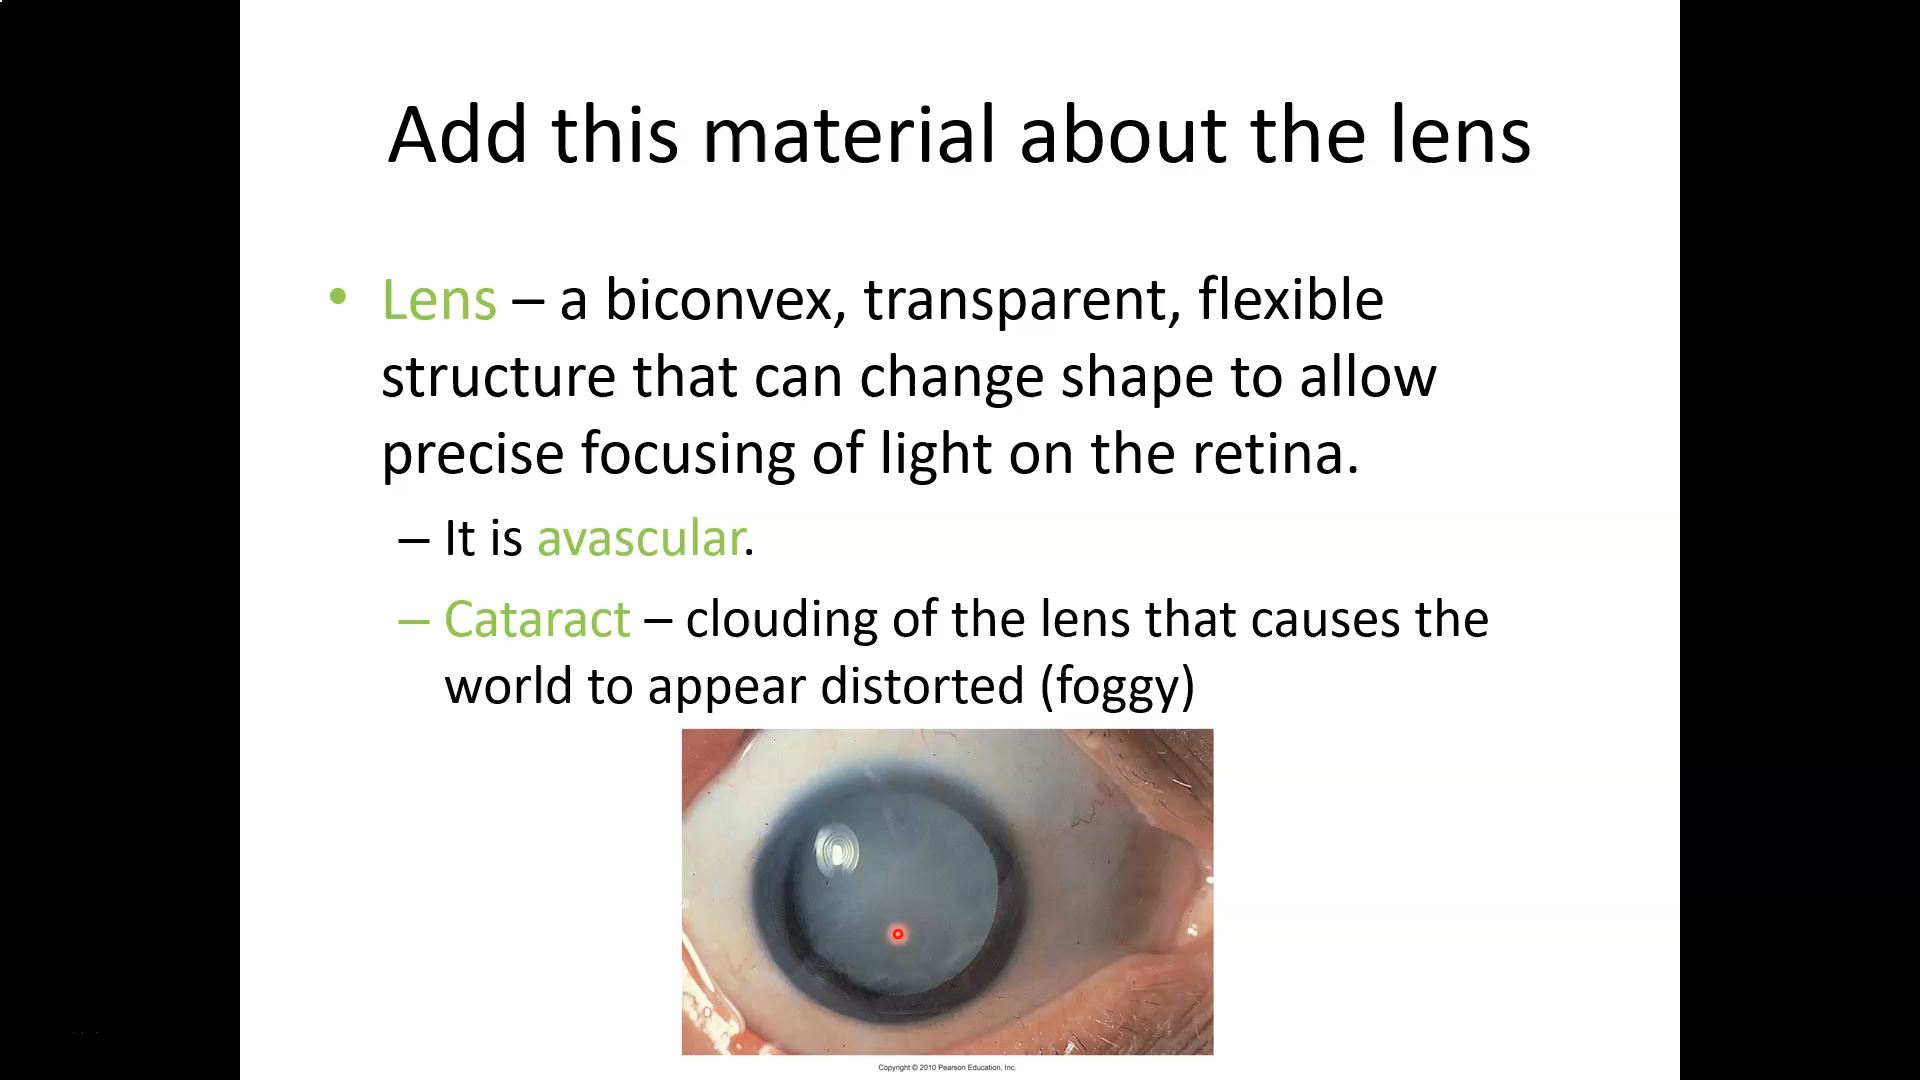 Add this material about the lens
• Lens – a biconvex, transparent, flexible
structure that can change shape to allow
precise focusing of light on the retina.
– It is avascular.
– Cataract – clouding of the lens that causes the
world to appear distorted (foggy)
Copyright © 2010 Pearson Education, Inc.